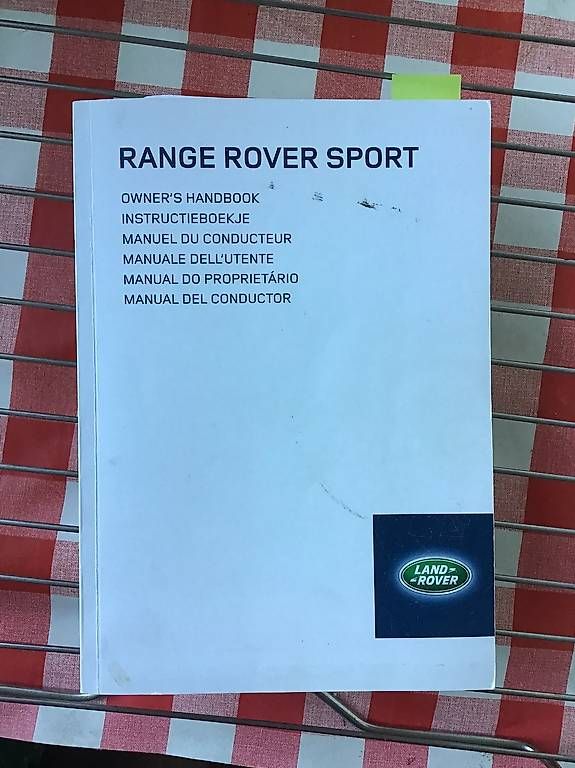 RANGE ROVER SPORT
OWNER'S HANDBOOK
INSTRUCTIEBOEKJE
MANUEL DU CONDUCTEUR
MANUALE DELL'UTENTE
MANUAL DO PROPRIETÁRIO
MANUAL DEL CONDUCTOR
LAND
ROVER